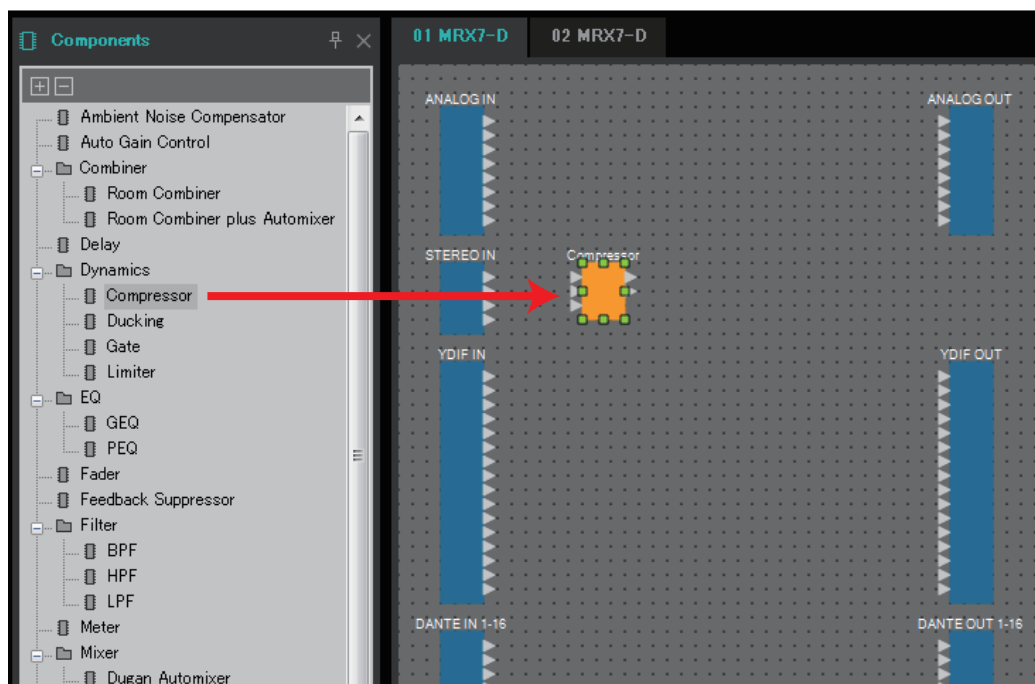 Components
01 MRX7-D
02 MRX7-D
Ambient Noise Compensator
Auto Gain Control
Combiner
Room Combiner
Room Combiner plus Automixer
Delay
Dynamics
Compressor
Ducking
Gate
Limiter
EQ
GEQ
PEQ
Fader
Feedback Suppressor
Filter
BPF
HPF
LPF
Meter
Mixer
Dugan Automixer
ANALOG IN
ANALOG OUT
STEREO IN
Compressor
YDIF IN
YDIF OUT
DANTE IN 1-16
DANTE OUT 1-16